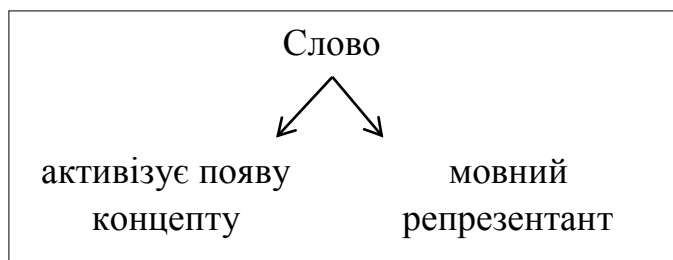 Слово
активізує появу
концепту
мовний
репрезентант